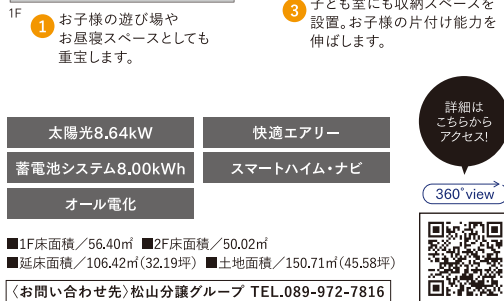 1F
1 お子様の遊び場や
お昼寝スペースとしても
重宝します。
3 子ども室にも収納スペースを
設置。お子様の片付け能力を
伸ばします。
太陽光8.64kW
快適エアリー
蓄電池システム8.00kWh
スマートハイム・ナビ
オール電化
詳細は
こちらから
アクセス!
360°view
■1F床面積／56.40㎡ ■2F床面積／50.02㎡
■延床面積／106.42㎡(32.19坪) ■土地面積／150.71㎡(45.58坪)
〈お問い合わせ先〉松山分譲グループ TEL.089-972-7816